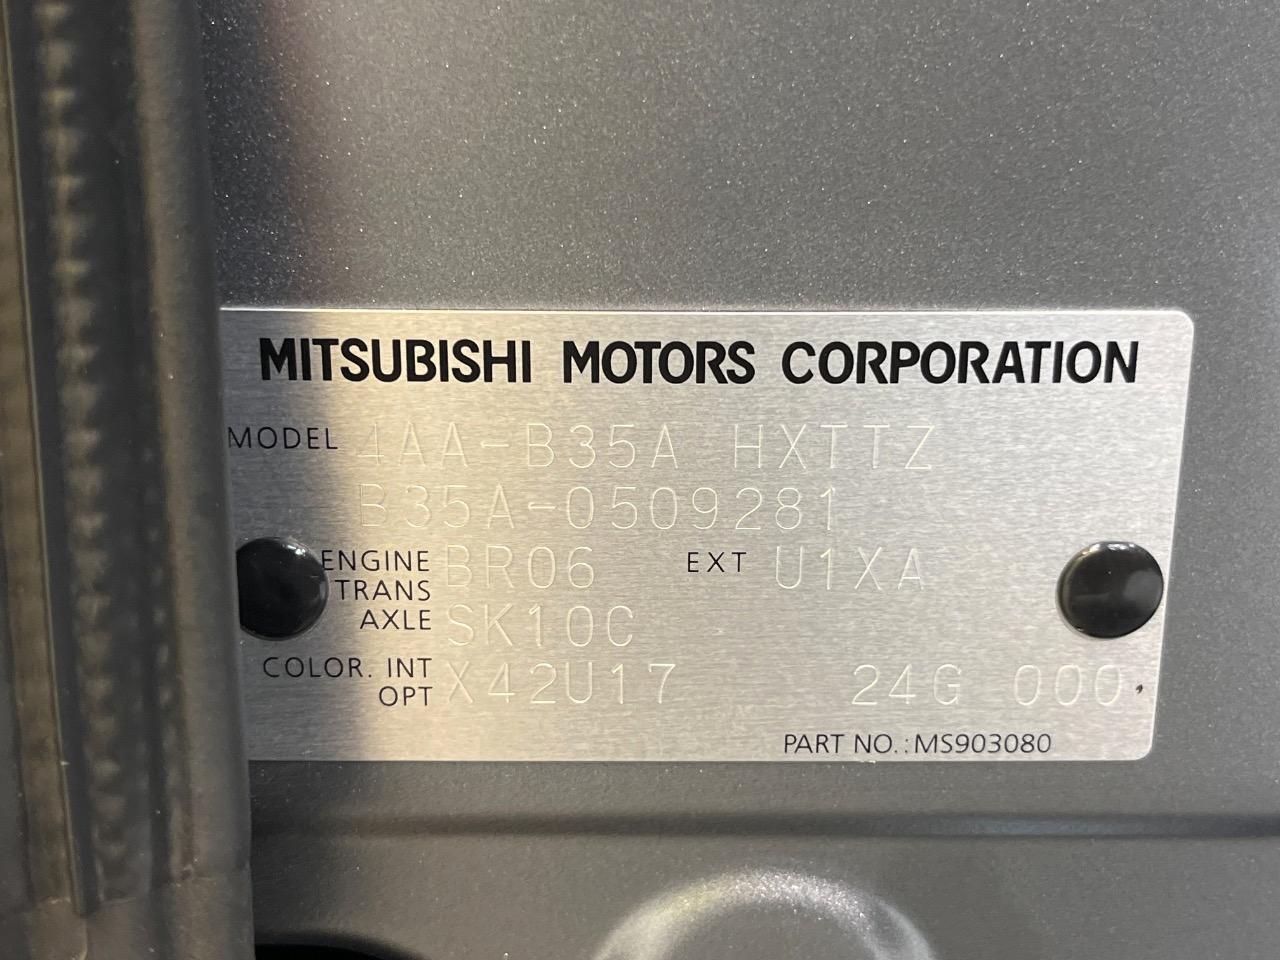 MITSUBISHI MOTORS CORPORATION
MODEL 4AA-B35A HXTTZ
B35A-0509281
ENGINE BR06 EXT U1XA
TRANS
AXLE SK10C
COLOR. INT
OPT X42U17 24G 000
PART NO.:MS903080